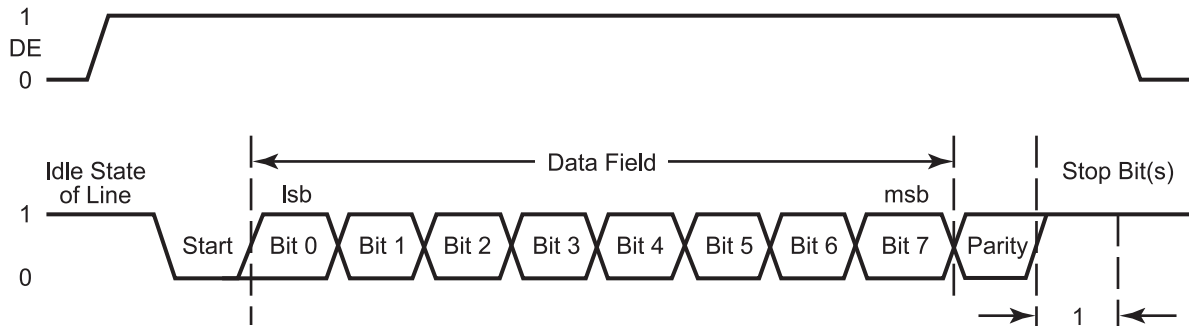 1
DE
0
Data Field
Idle State
of Line
Stop Bit(s)
lsb
msb
1
Start
Bit 0
Bit 1
Bit 2
Bit 3
Bit 4
Bit 5
Bit 6
Bit 7
Parity
0
1